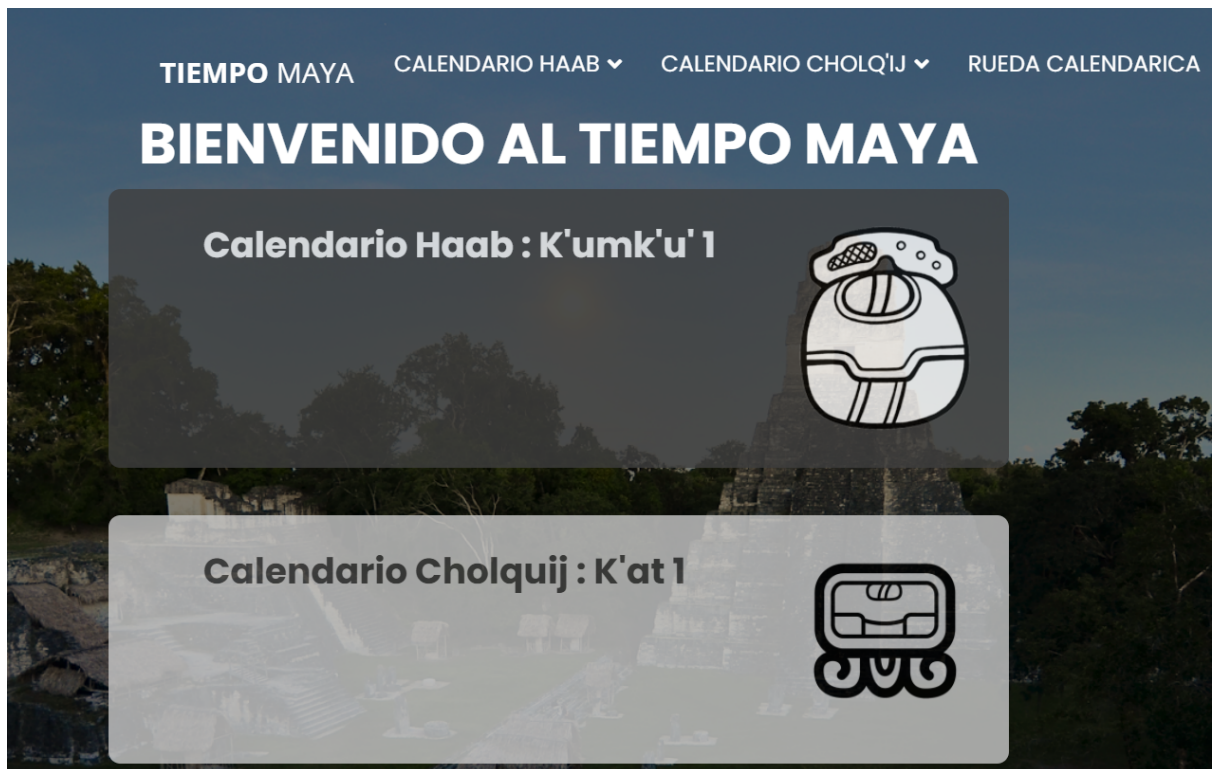 TIEMPO MAYA CALENDARIO HAAB CALENDARIO CHOLQ'IJ RUEDA CALENDARICA
BIENVENIDO AL TIEMPO MAYA
Calendario Haab : K'umk'u' 1
Calendario Cholquij : K'at 1